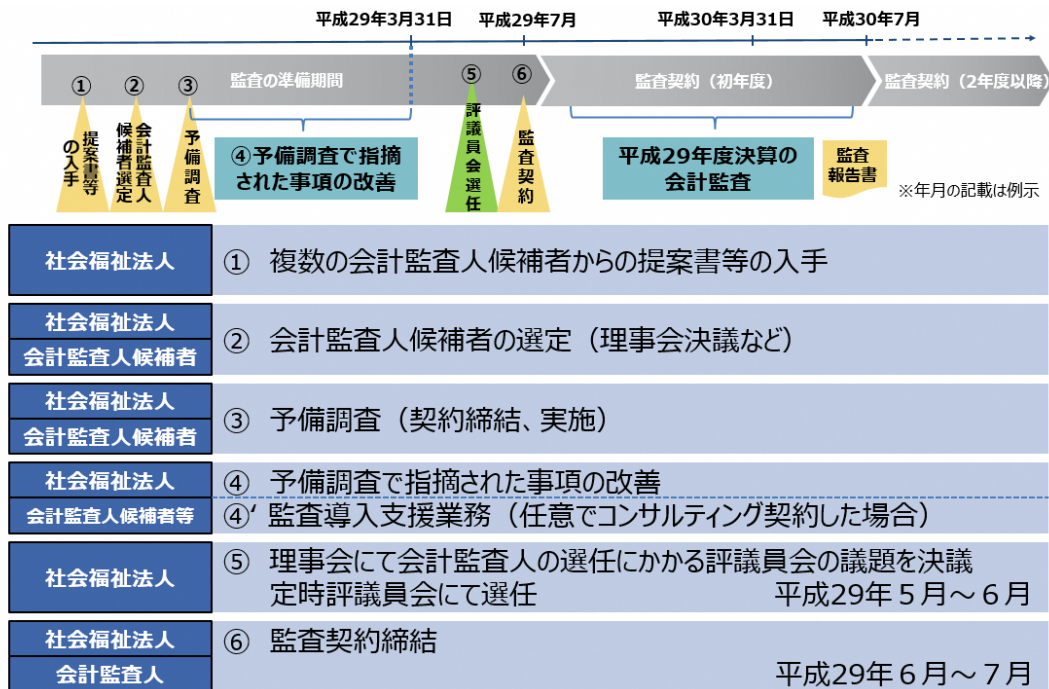 平成29年3月31日 平成29年7月 平成30年3月31日 平成30年7月
監査の準備期間 監査契約（初年度） 監査契約（2年度以降）
① 提案書等の入手
② 会計監査人候補者選定
③ 予備調査
④予備調査で指摘
された事項の改善
⑤ 評議員会選任
⑥ 監査契約
平成29年度決算の
会計監査
監査
報告書
※年月の記載は例示
社会福祉法人
① 複数の会計監査人候補者からの提案書等の入手
社会福祉法人
会計監査人候補者
② 会計監査人候補者の選定（理事会決議など）
社会福祉法人
会計監査人候補者
③ 予備調査（契約締結、実施）
社会福祉法人
④ 予備調査で指摘された事項の改善
会計監査人候補者等
④‘ 監査導入支援業務（任意でコンサルティング契約した場合）
社会福祉法人
⑤ 理事会にて会計監査人の選任にかかる評議員会の議題を決議
定時評議員会にて選任 平成29年５月～６月
社会福祉法人
会計監査人
⑥ 監査契約締結
平成29年６月～７月